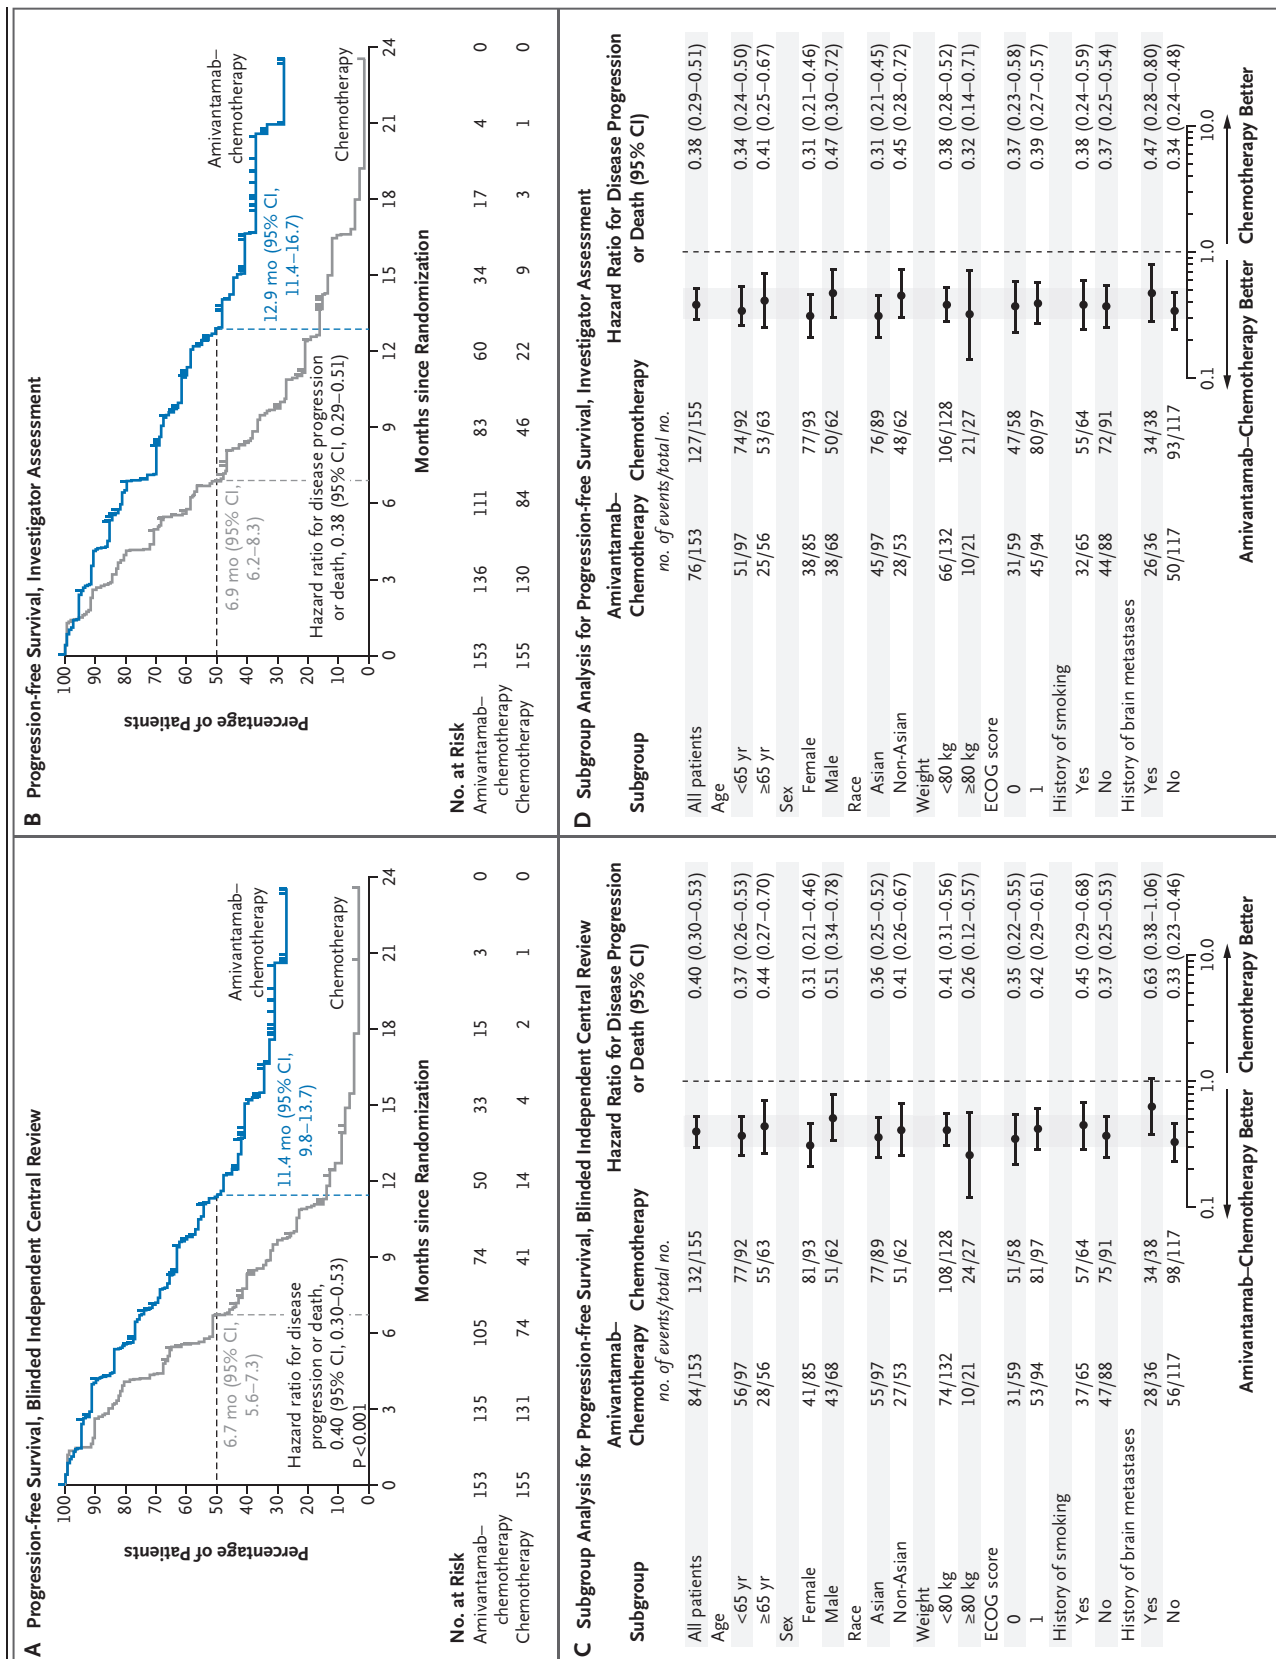 A Progression-free Survival, Blinded Independent Central Review
Percentage of Patients
100
90
80
70
60
50
40
30
20
10
0
0 3 6 9 12 15 18 21 24
Months since Randomization
6.7 mo (95% CI,
5.6–7.3)
11.4 mo (95% CI,
9.8–13.7)
Amivantamab–
chemotherapy
Chemotherapy
Hazard ratio for disease
progression or death,
0.40 (95% CI, 0.30–0.53)
P<0.001
No. at Risk
Amivantamab–
chemotherapy 153 135 105 74 50 33 15 3 0
Chemotherapy 155 131 74 41 14 4 2 1 0
B Progression-free Survival, Investigator Assessment
Percentage of Patients
100
90
80
70
60
50
40
30
20
10
0
0 3 6 9 12 15 18 21 24
Months since Randomization
6.9 mo (95% CI,
6.2–8.3)
12.9 mo (95% CI,
11.4–16.7)
Amivantamab–
chemotherapy
Chemotherapy
Hazard ratio for disease progression
or death, 0.38 (95% CI, 0.29–0.51)
No. at Risk
Amivantamab–
chemotherapy 153 136 111 83 60 34 17 4 0
Chemotherapy 155 130 84 46 22 9 3 1 0
C Subgroup Analysis for Progression-free Survival, Blinded Independent Central Review
Subgroup
Amivantamab–
Chemotherapy Chemotherapy
Hazard Ratio for Disease Progression
or Death (95% CI)
no. of events/total no.
All patients 84/153 132/155 0.40 (0.30–0.53)
Age
<65 yr 56/97 77/92 0.37 (0.26–0.53)
≥65 yr 28/56 55/63 0.44 (0.27–0.70)
Sex
Female 41/85 81/93 0.31 (0.21–0.46)
Male 43/68 51/62 0.51 (0.34–0.78)
Race
Asian 55/97 77/89 0.36 (0.25–0.52)
Non-Asian 27/53 51/62 0.41 (0.26–0.67)
Weight
<80 kg 74/132 108/128 0.41 (0.31–0.56)
≥80 kg 10/21 24/27 0.26 (0.12–0.57)
ECOG score
0 31/59 51/58 0.35 (0.22–0.55)
1 53/94 81/97 0.42 (0.29–0.61)
History of smoking
Yes 37/65 57/64 0.45 (0.29–0.68)
No 47/88 75/91 0.37 (0.25–0.53)
History of brain metastases
Yes 28/36 34/38 0.63 (0.38–1.06)
No 56/117 98/117 0.33 (0.23–0.46)
0.1 1.0 10.0
Amivantamab–Chemotherapy Better Chemotherapy Better
D Subgroup Analysis for Progression-free Survival, Investigator Assessment
Subgroup
Amivantamab–
Chemotherapy Chemotherapy
Hazard Ratio for Disease Progression
or Death (95% CI)
no. of events/total no.
All patients 76/153 127/155 0.38 (0.29–0.51)
Age
<65 yr 51/97 74/92 0.34 (0.24–0.50)
≥65 yr 25/56 53/63 0.41 (0.25–0.67)
Sex
Female 38/85 77/93 0.31 (0.21–0.46)
Male 38/68 50/62 0.47 (0.30–0.72)
Race
Asian 45/97 76/89 0.31 (0.21–0.45)
Non-Asian 28/53 48/62 0.45 (0.28–0.72)
Weight
<80 kg 66/132 106/128 0.38 (0.28–0.52)
≥80 kg 10/21 21/27 0.32 (0.14–0.71)
ECOG score
0 31/59 47/58 0.37 (0.23–0.58)
1 45/94 80/97 0.39 (0.27–0.57)
History of smoking
Yes 32/65 55/64 0.38 (0.24–0.59)
No 44/88 72/91 0.37 (0.25–0.54)
History of brain metastases
Yes 26/36 34/38 0.47 (0.28–0.80)
No 50/117 93/117 0.34 (0.24–0.48)
0.1 1.0 10.0
Amivantamab–Chemotherapy Better Chemotherapy Better